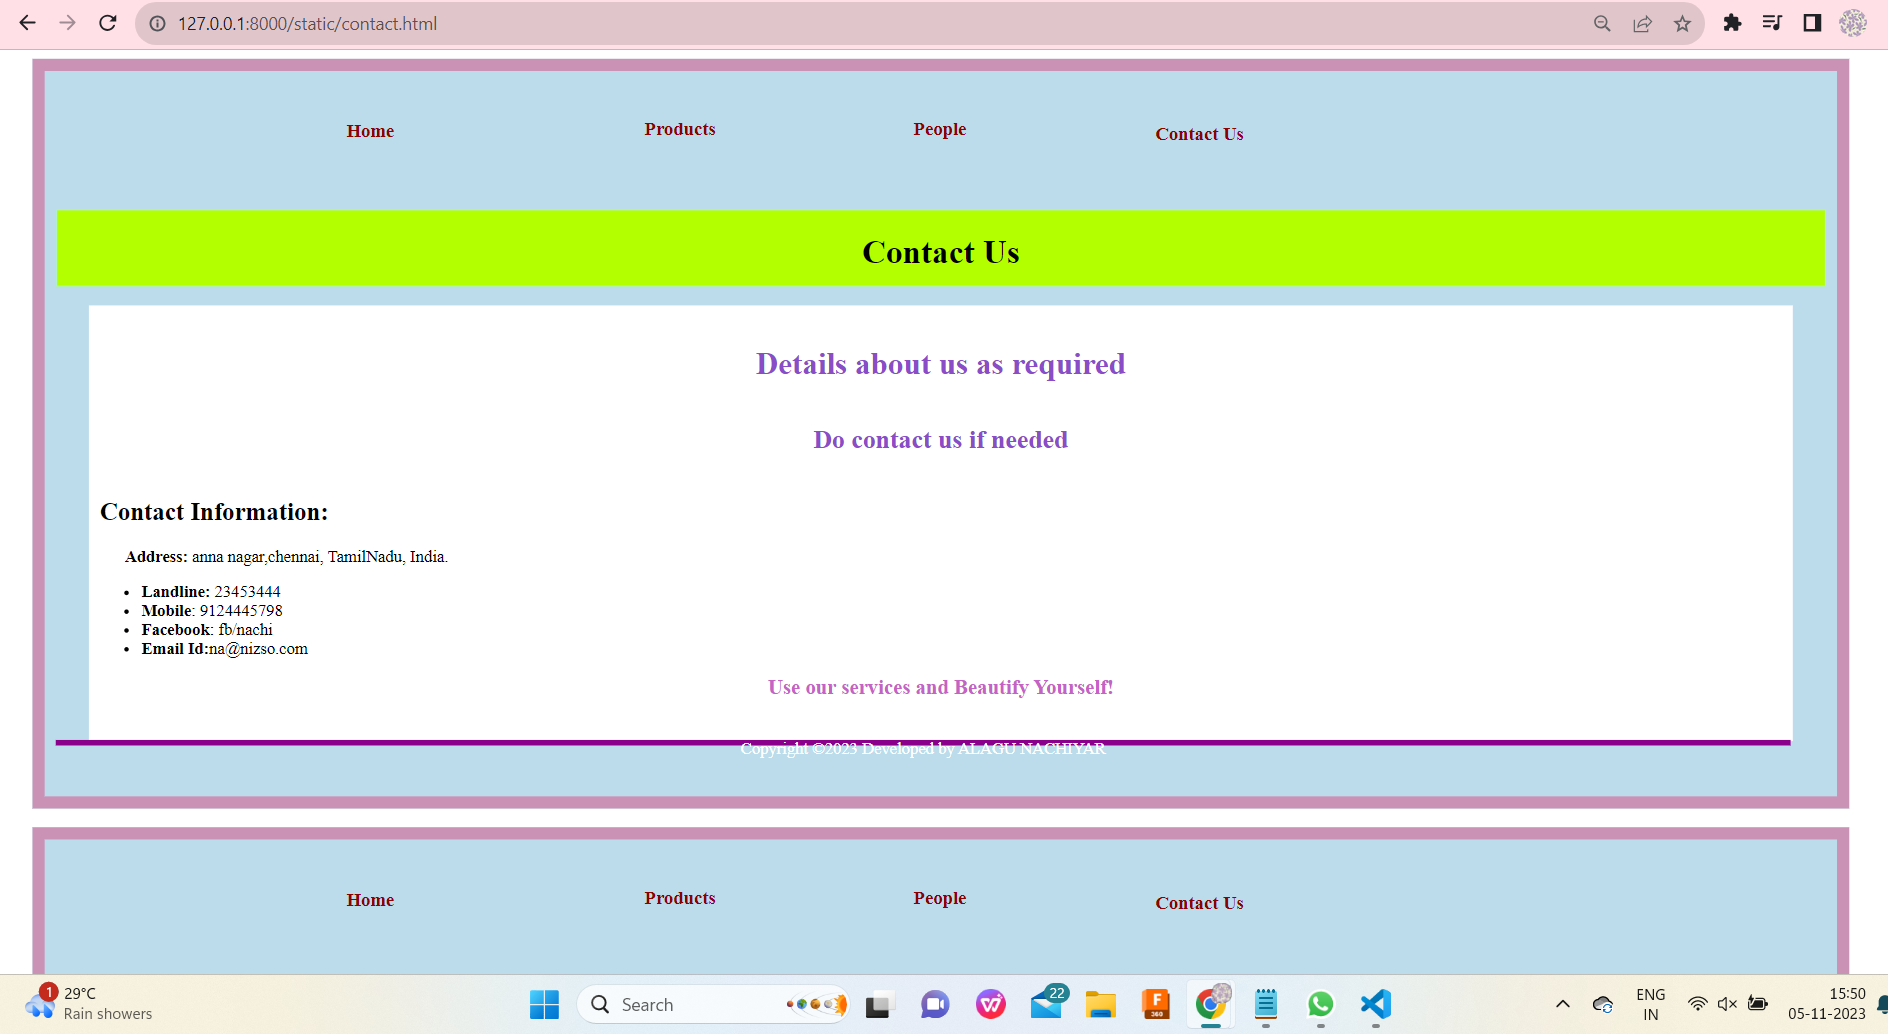 127.0.0.1:8000/static/contact.html
Home Products People Contact Us
Contact Us
Details about us as required
Do contact us if needed
Contact Information:
Address: anna nagar,chennai, TamilNadu, India.
• Landline: 23453444
• Mobile: 9124445798
• Facebook: fb/nachi
• Email Id:na@nizso.com
Use our services and Beautify Yourself!
Copyright ©2023 Developed by ALAGU NACHIYAR
Home Products People Contact Us
1 29°C
Rain showers
Search
22
F
360
ENG
IN
15:50
05-11-2023